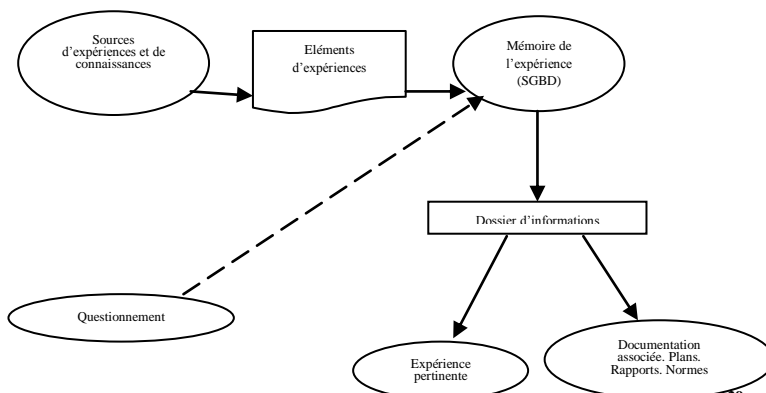 Sources
d'expériences et de
connaissances
Eléments
d'expériences
Mémoire de
l'expérience
(SGBD)
Dossier d'informations
Questionnement
Expérience
pertinente
Documentation
associée. Plans.
Rapports. Normes